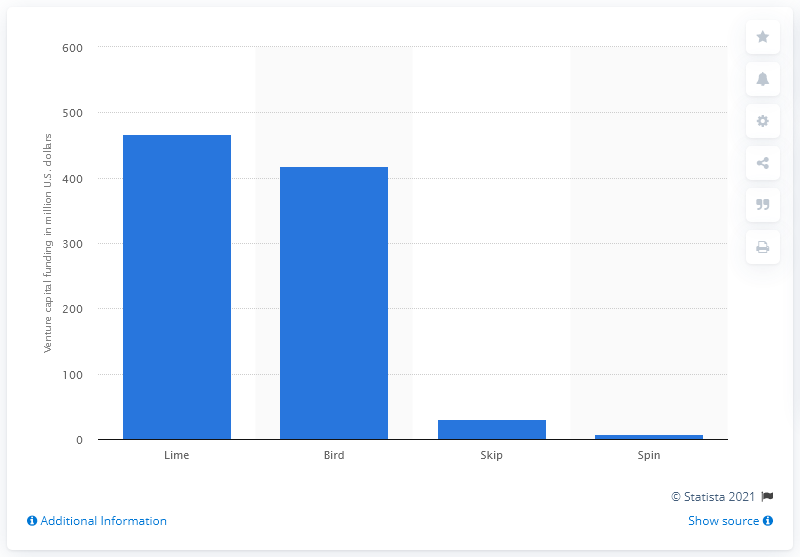 600
500
400
300
200
100
0
Venture capital funding in million U.S. dollars
Lime Bird Skip Spin
© Statista 2021
Additional Information Show source